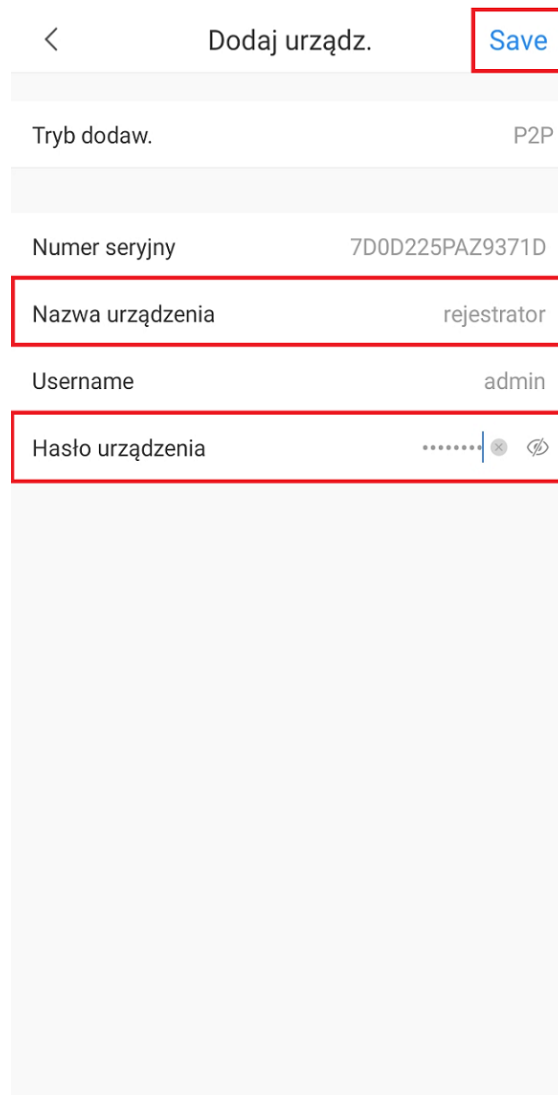 Dodaj urządz. Save
Tryb dodaw. P2P
Numer seryjny 7D0D225PAZ9371D
Nazwa urządzenia rejestrator
Username admin
Hasło urządzenia ••••••••